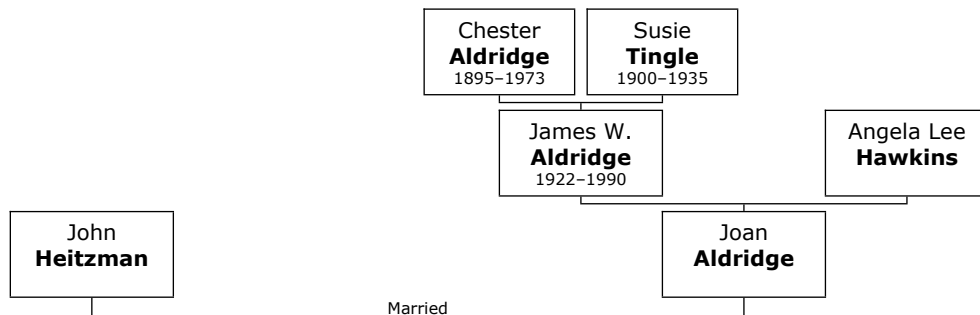 Chester
Aldridge
1895–1973
Susie
Tingle
1900–1935
James W.
Aldridge
1922–1990
Angela Lee
Hawkins
John
Heitzman
Joan
Aldridge
Married